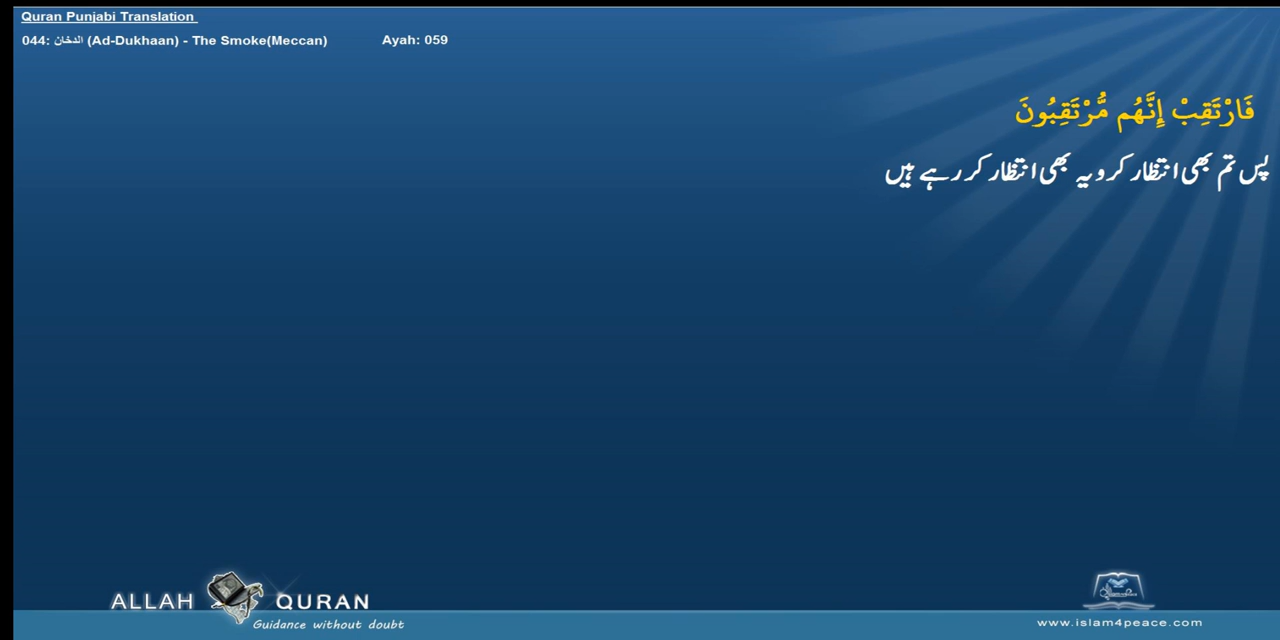 Quran Punjabi Translation
044: الدخان (Ad-Dukhaan) - The Smoke(Meccan) Ayah: 059
فَارْتَقِبْ إِنَّهُم مُّرْتَقِبُونَ
پس تم بھی انتظار کرو یہ بھی انتظار کر رہے ہیں
ALLAH QURAN
Guidance without doubt
www.islam4peace.com